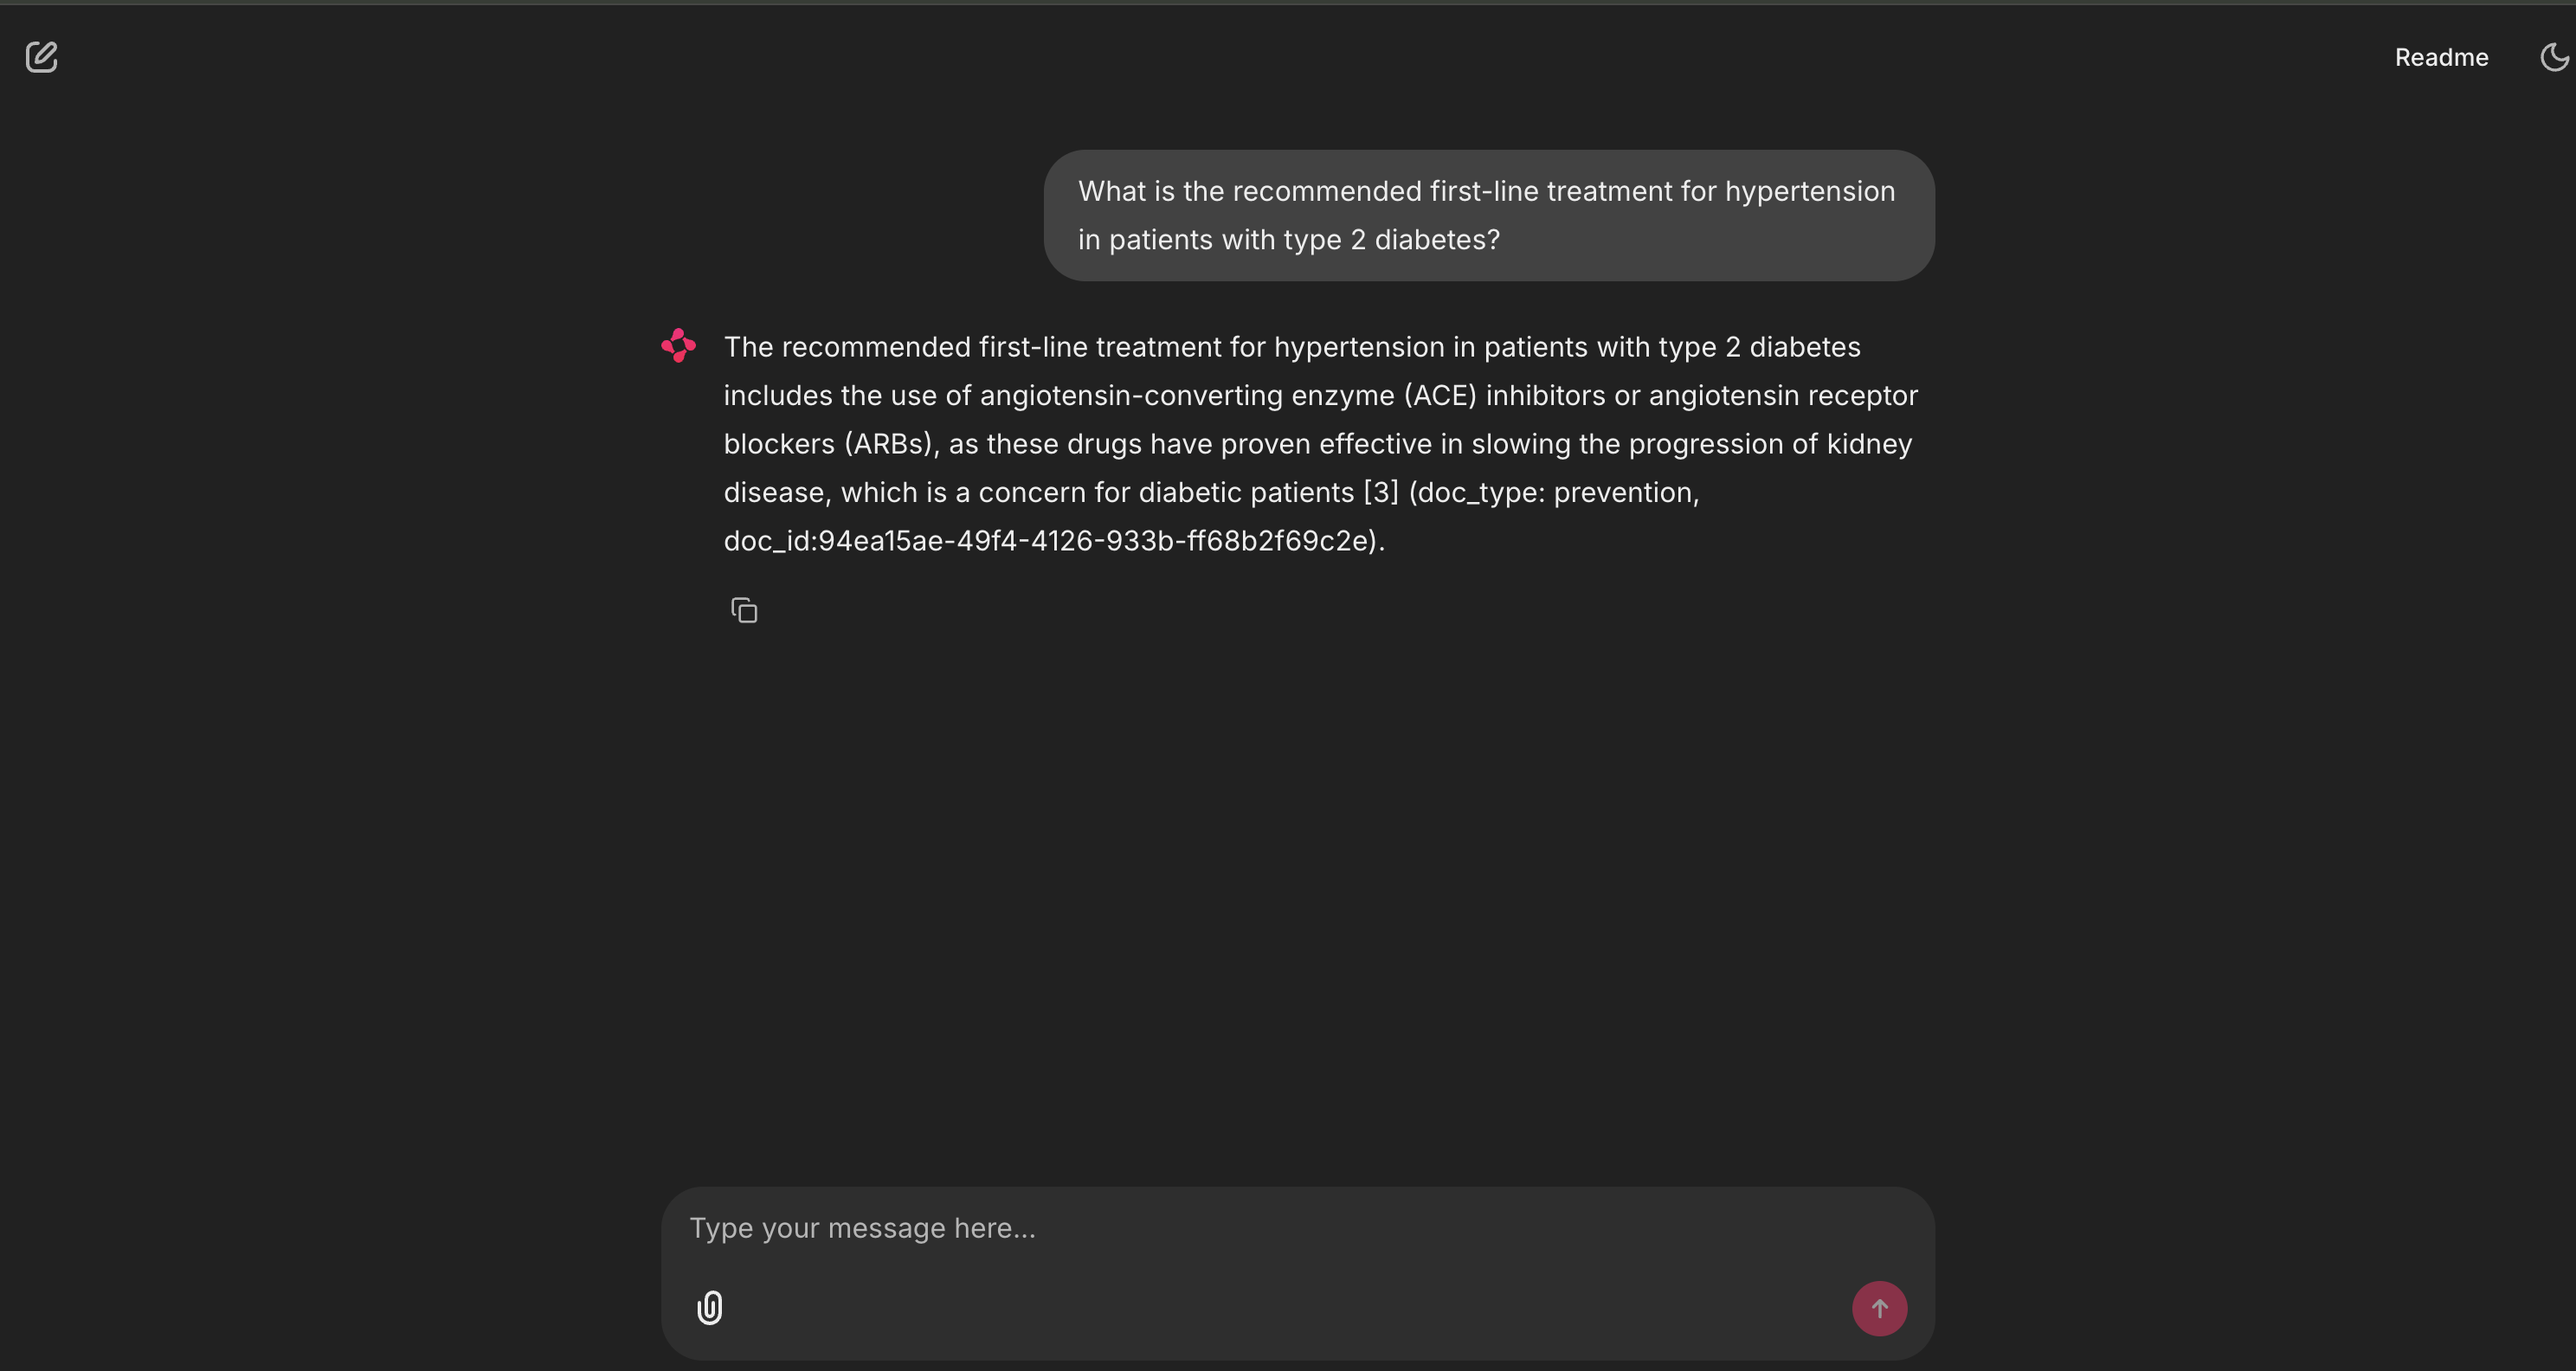 Readme
What is the recommended first-line treatment for hypertension
in patients with type 2 diabetes?
The recommended first-line treatment for hypertension in patients with type 2 diabetes
includes the use of angiotensin-converting enzyme (ACE) inhibitors or angiotensin receptor
blockers (ARBs), as these drugs have proven effective in slowing the progression of kidney
disease, which is a concern for diabetic patients [3] (doc_type: prevention,
doc_id:94ea15ae-49f4-4126-933b-ff68b2f69c2e).
Type your message here...